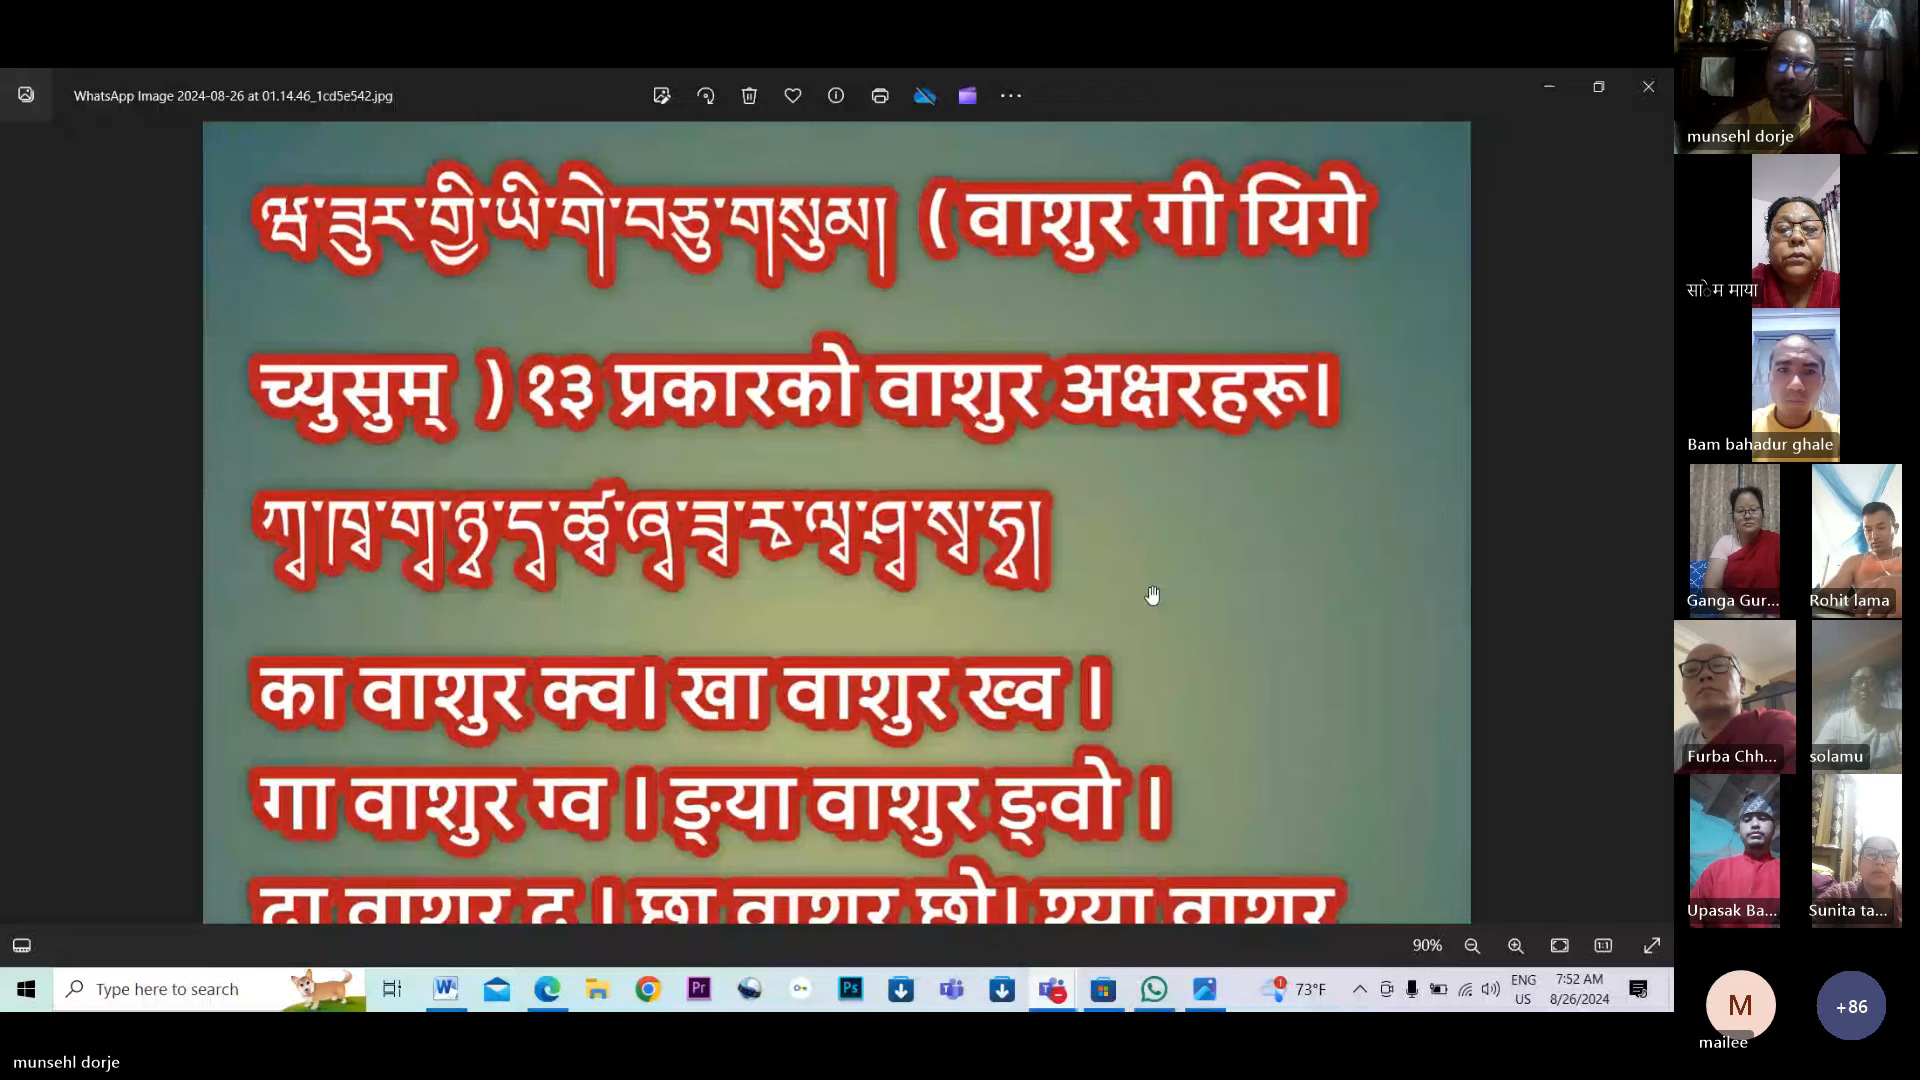 WhatsApp Image 2024-08-26 at 01.14.46_1cd5e542.jpg
ཝ་ཟུར་གྱི་ཡི་གེ་བཅུ་གསུམ། ( वाशुर गी यिगे
च्युसुम् ) १३ प्रकारको वाशुर अक्षरहरू।
ཀྭ་ཁྭ་གྭ་ཉྭ་དྭ་ཚྭ་ཞྭ་ཟྭ་རྭ་ལྭ་ཤྭ་སྭ་ཧྭ།
का वाशुर क्व। खा वाशुर ख्व ।
गा वाशुर ग्व । ङ्या वाशुर ङ्वो ।
90%
Type here to search
73°F
ENG
US
7:52 AM
8/26/2024
munsehl dorje
munsehl dorje
साेम माया
Bam bahadur ghale
Ganga Gur...
Rohit lama
Furba Chh...
solamu
Upasak Ba...
Sunita ta...
M
mailee
+86